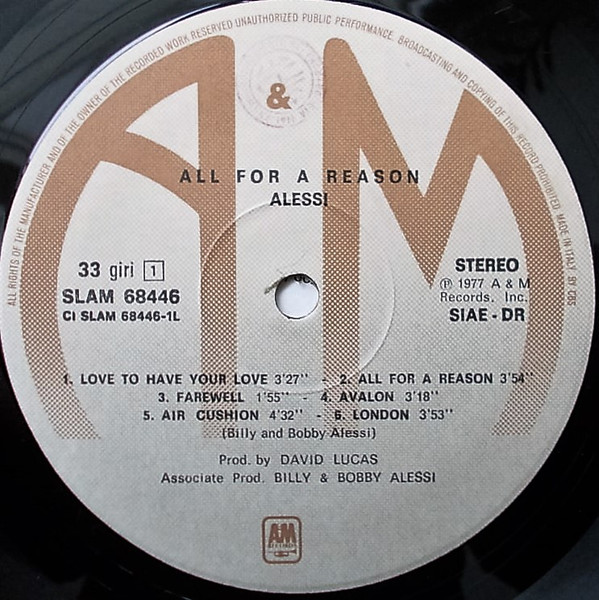 ALL RIGHTS OF THE MANUFACTURER AND OF THE OWNER OF THE RECORDED WORK RESERVED UNAUTHORIZED PUBLIC PERFORMANCE, BROADCASTING AND COPYING OF THIS RECORD PROHIBITED MADE IN ITALY BY CBS
A & M
ALL FOR A REASON
ALESSI
33 giri 1
SLAM 68446
CI SLAM 68446-1L
STEREO
℗ 1977 A & M
Records, Inc.
SIAE - DR
1. LOVE TO HAVE YOUR LOVE 3'27'' - 2. ALL FOR A REASON 3'54''
3. FAREWELL 1'55'' - 4. AVALON 3'18''
5. AIR CUSHION 4'32'' - 6. LONDON 3'53''
(Billy and Bobby Alessi)
Prod. by DAVID LUCAS
Associate Prod. BILLY & BOBBY ALESSI
A&M
RECORDS